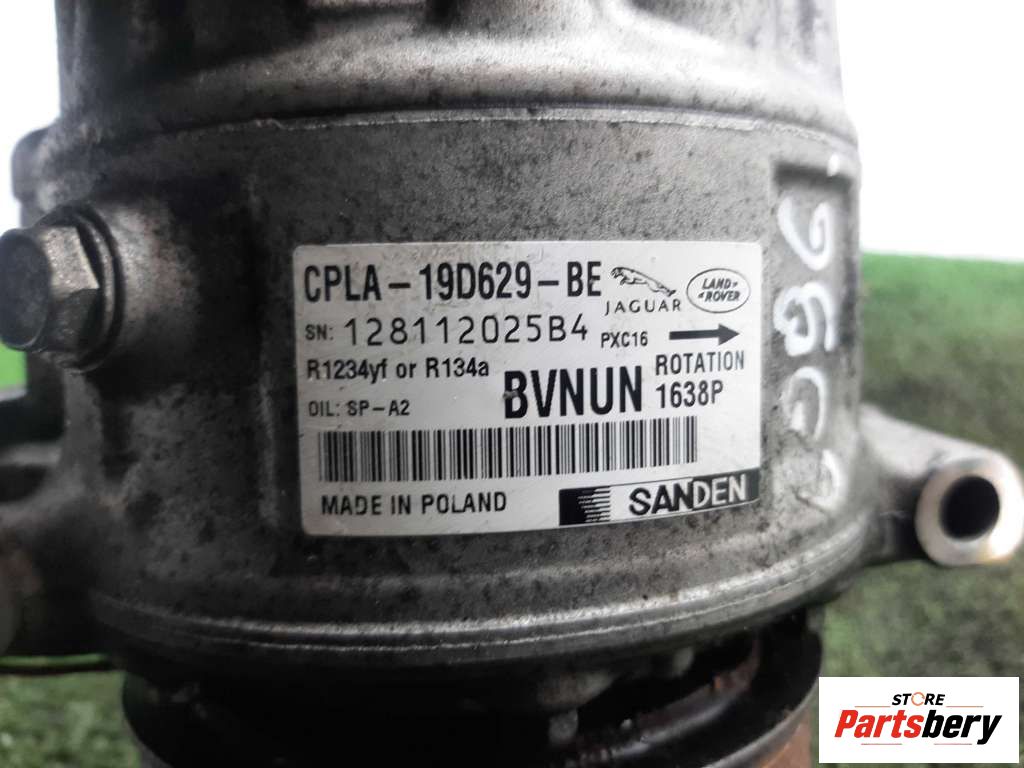 CPLA-19D629-BE
JAGUAR
LAND ROVER
SN: 128112025B4 PXC16
R1234yf or R134a ROTATION
OIL: SP-A2 BVNUN 1638P
MADE IN POLAND SANDEN
STORE
Partsbery